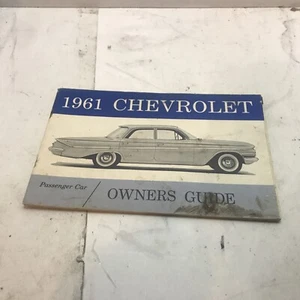 1961 CHEVROLET
Passenger Car
OWNERS GUIDE